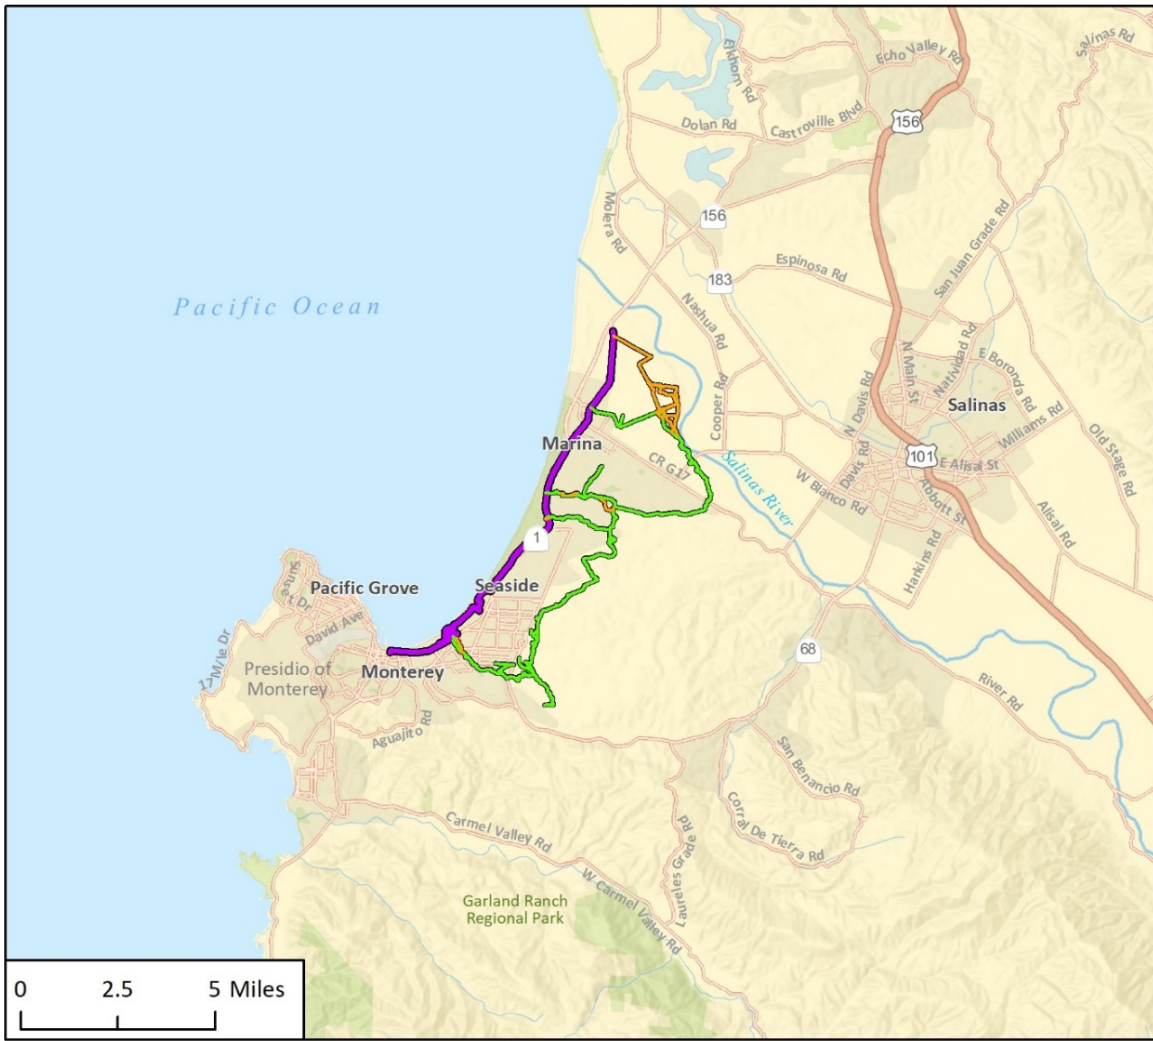 Elkhorn Rd
Echo Valley Rd
Salinas Rd
Dolan Rd
Castroville Blvd
156
Molera Rd
156
San Juan Grade Rd
Espinosa Rd
183
Pacific Ocean
Nashua Rd
N Main St
Natividad Rd
E Boronda Rd
Cooper Rd
N Davis Rd
Salinas
Williams Rd
Marina
CR G17
Salinas River
W Blanco Rd
Davis Rd
101
E Alisal St
Old Stage Rd
Abbott St
Alisal Rd
1
Harkins Rd
Seaside
Pacific Grove
Sunset Dr
David Ave
17 Mile Dr
Presidio of
Monterey
Monterey
68
River Rd
Aguajito Rd
San Benancio Rd
Corral De Tierra Rd
Laureles Grade Rd
Carmel Valley Rd
W Carmel Valley Rd
Garland Ranch
Regional Park
0 2.5 5 Miles